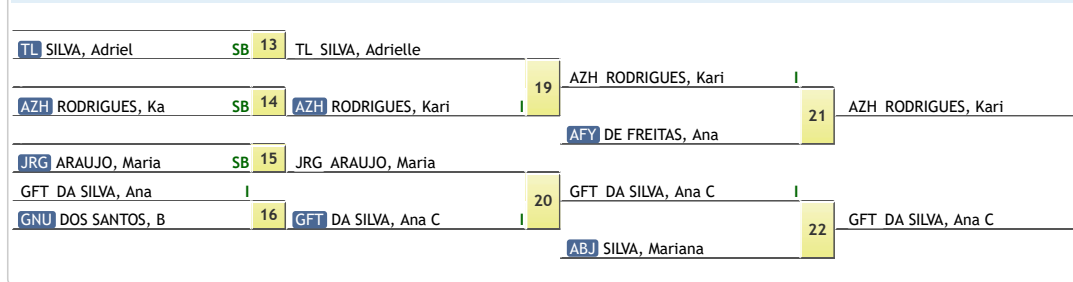 TL SILVA, Adriel SB 13 TL SILVA, Adrielle
19 AZH RODRIGUES, Kari I
AZH RODRIGUES, Ka SB 14 AZH RODRIGUES, Kari I
21 AZH RODRIGUES, Kari
AFY DE FREITAS, Ana
JRG ARAUJO, Maria SB 15 JRG ARAUJO, Maria
GFT DA SILVA, Ana I
20 GFT DA SILVA, Ana C I
GNU DOS SANTOS, B 16 GFT DA SILVA, Ana C I
22 GFT DA SILVA, Ana C
ABJ SILVA, Mariana